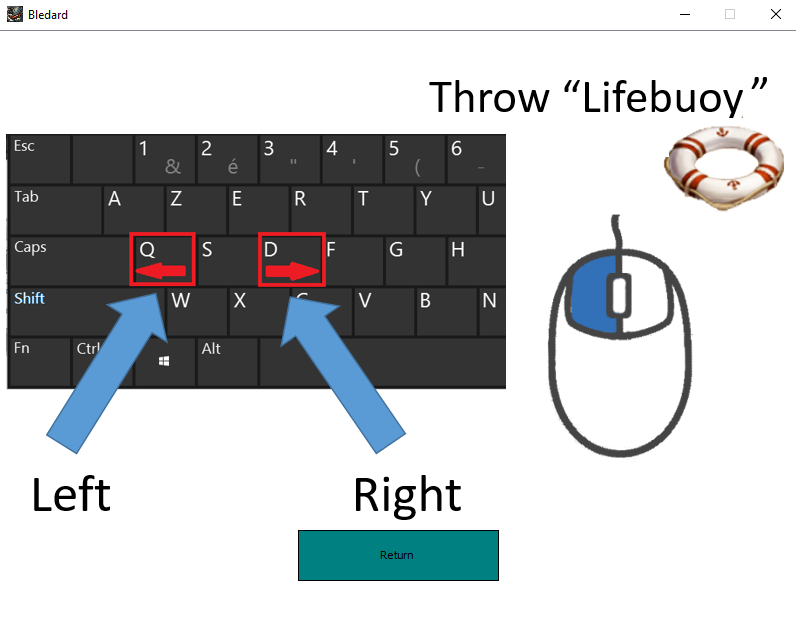 Bledard
Throw “Lifebuoy”
Esc 1 & 2 é 3 " 4 ' 5 ( 6 -
Tab A Z E R T Y U
Caps Q S D F G H
Shift W X C V B N
Fn Ctrl Alt
Left Right
Return